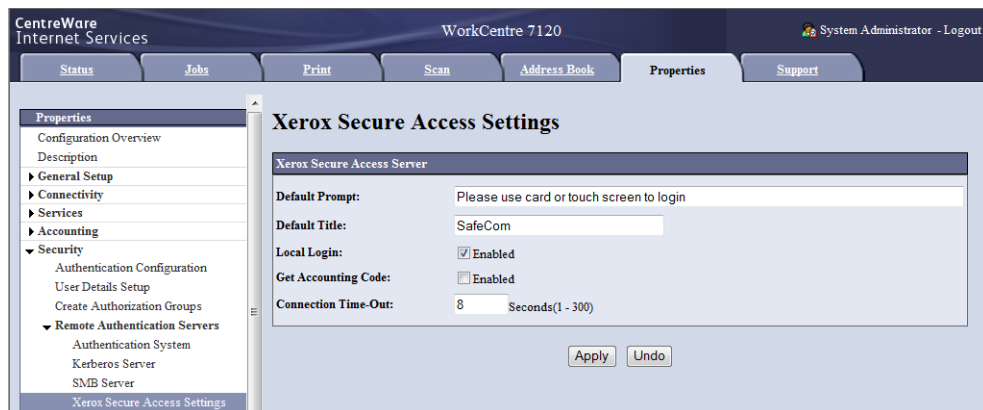 CentreWare
Internet Services
WorkCentre 7120
System Administrator - Logout
Status
Jobs
Print
Scan
Address Book
Properties
Support
Properties
Configuration Overview
Description
General Setup
Connectivity
Services
Accounting
Security
Authentication Configuration
User Details Setup
Create Authorization Groups
Remote Authentication Servers
Authentication System
Kerberos Server
SMB Server
Xerox Secure Access Settings
Xerox Secure Access Settings
Xerox Secure Access Server
Default Prompt: Please use card or touch screen to login
Default Title: SafeCom
Local Login: Enabled
Get Accounting Code: Enabled
Connection Time-Out: 8 Seconds(1 - 300)
Apply Undo